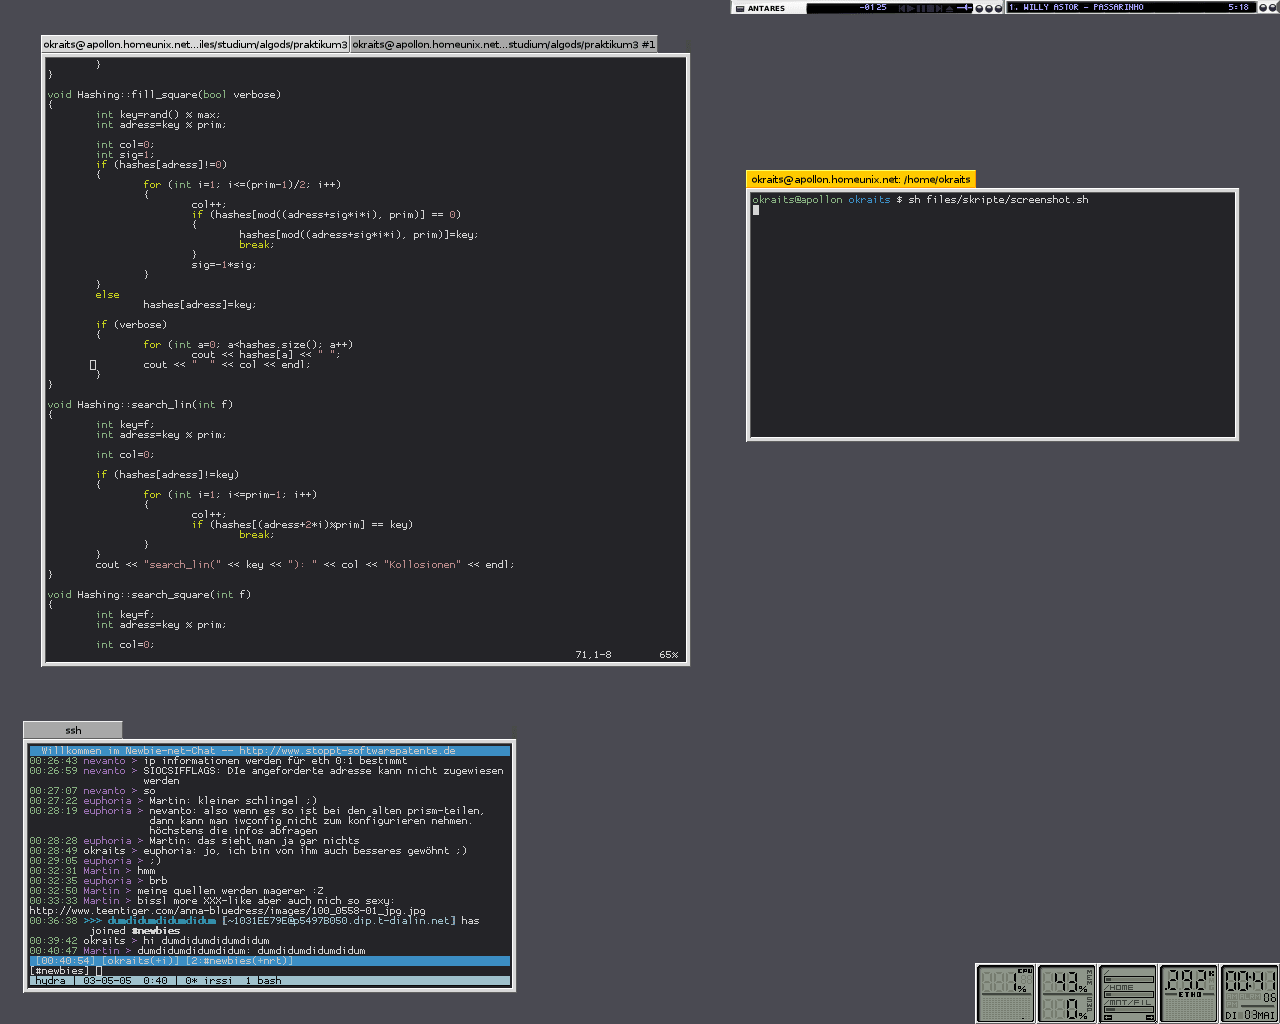 ANTARES
-0125
1. WILLY ASTOR - PASSARINHO
5:18
okraits@apollon.homeunix.net...iles/studium/algods/praktikum3
okraits@apollon.homeunix.net...studium/algods/praktikum3 #1
}
}
void Hashing::fill_square(bool verbose)
{
int key=rand() % max;
int adress=key % prim;
int col=0;
int sig=1;
if (hashes[adress]!=0)
{
for (int i=1; i<=(prim-1)/2; i++)
{
col++;
if (hashes[mod((adress+sig*i*i), prim)] == 0)
{
hashes[mod((adress+sig*i*i), prim)]=key;
break;
}
sig=-1*sig;
}
}
else
hashes[adress]=key;
if (verbose)
{
for (int a=0; a<hashes.size(); a++)
cout << hashes[a] << " ";
cout << "  " << col << endl;
}
}
void Hashing::search_lin(int f)
{
int key=f;
int adress=key % prim;
int col=0;
if (hashes[adress]!=key)
{
for (int i=1; i<=prim-1; i++)
{
col++;
if (hashes[(adress+2*i)%prim] == key)
break;
}
}
cout << "search_lin(" << key << "): " << col << "Kollosionen" << endl;
}
void Hashing::search_square(int f)
{
int key=f;
int adress=key % prim;
int col=0;
71,1-8 65%
okraits@apollon.homeunix.net: /home/okraits
okraits@apollon okraits $ sh files/skripte/screenshot.sh
ssh
Willkommen im Newbie-net-Chat -- http://www.stoppt-softwarepatente.de
00:26:43 nevanto > ip informationen werden für eth 0:1 bestimmt
00:26:59 nevanto > SIOCSIFFLAGS: DIe angeforderte adresse kann nicht zugewiesen
werden
00:27:07 nevanto > so
00:27:22 euphoria > Martin: kleiner schlingel ;)
00:28:19 euphoria > nevanto: also wenn es so ist bei den alten prism-teilen,
dann kann man iwconfig nicht zum konfigurieren nehmen.
höchstens die infos abfragen
00:28:28 euphoria > Martin: das sieht man ja gar nichts
00:28:49 okraits > euphoria: jo, ich bin von ihm auch besseres gewöhnt ;)
00:29:05 euphoria > ;)
00:32:31 Martin > hmm
00:32:35 euphoria > brb
00:32:50 Martin > meine quellen werden magerer :Z
00:33:33 Martin > bissl more XXX-like aber auch nich so sexy:
http://www.teentiger.com/anna-bluedress/images/100_0558-01_jpg.jpg
00:36:38 >>> dumdidumdidumdidum [~1031EE79E@p5497B050.dip.t-dialin.net] has
joined #newbies
00:39:42 okraits > hi dumdidumdidumdidum
00:40:47 Martin > dumdidumdidumdidum: dumdidumdidumdidum
[00:40:54] [okraits(+i)] [2:#newbies(+nrt)]
[#newbies]
hydra | 03-05-05  0:40 | 0* irssi  1 bash
CPU
1%
43%
0%
/
/HOME
/MNT/FIL
.292K
ETH0
00:41
06
DI 03MAI